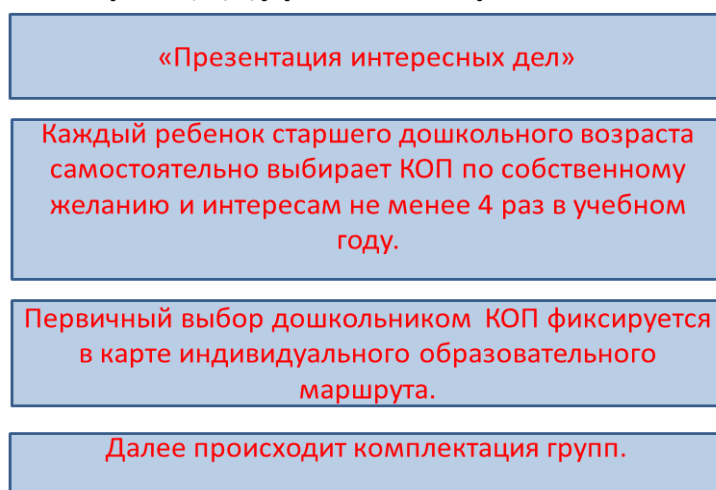 «Презентация интересных дел»
Каждый ребенок старшего дошкольного возраста
самостоятельно выбирает КОП по собственному
желанию и интересам не менее 4 раз в учебном
году.
Первичный выбор дошкольником КОП фиксируется
в карте индивидуального образовательного
маршрута.
Далее происходит комплектация групп.